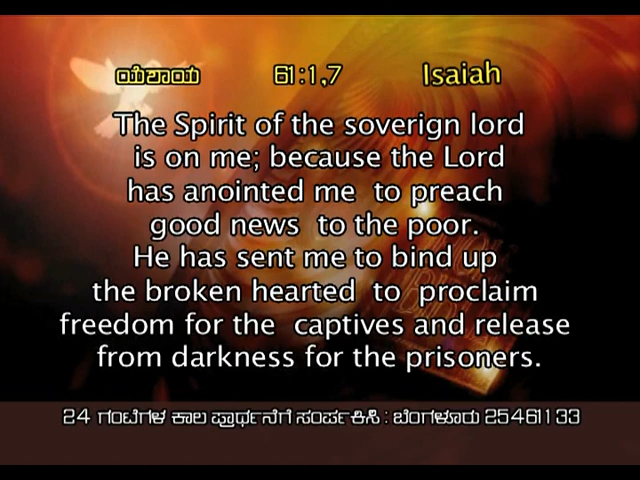 ಯೆಶಾಯ 61:1,7 Isaiah
The Spirit of the soverign lord
is on me; because the Lord
has anointed me to preach
good news to the poor.
He has sent me to bind up
the broken hearted to proclaim
freedom for the captives and release
from darkness for the prisoners.
24 ಗಂಟೆಗಳ ಕಾಲ ಪ್ರಾರ್ಥನೆಗೆ ಸಂಪರ್ಕಿಸಿ : ಬೆಂಗಳೂರು 25461133